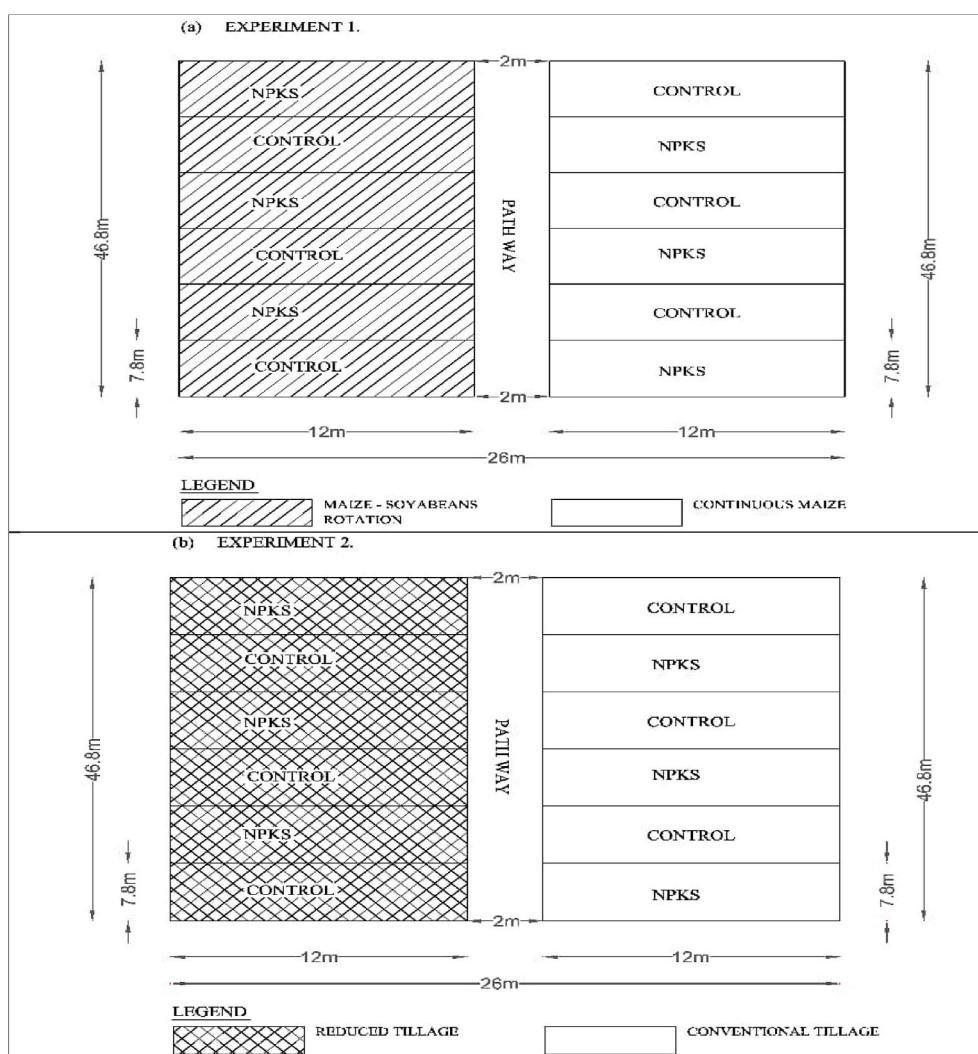 (a) EXPERIMENT 1.
2m
NPKS
CONTROL
CONTROL
NPKS
NPKS
CONTROL
46.8m
PATHWAY
46.8m
CONTROL
NPKS
NPKS
CONTROL
7.8m
CONTROL
NPKS
7.8m
2m
12m
12m
26m
LEGEND
MAIZE - SOYABEANS
ROTATION
CONTINUOUS MAIZE
(b) EXPERIMENT 2.
2m
NPKS
CONTROL
CONTROL
NPKS
NPKS
CONTROL
46.8m
PATHWAY
46.8m
CONTROL
NPKS
NPKS
CONTROL
7.8m
CONTROL
NPKS
7.8m
2m
12m
12m
26m
LEGEND
REDUCED TILLAGE
CONVENTIONAL TILLAGE